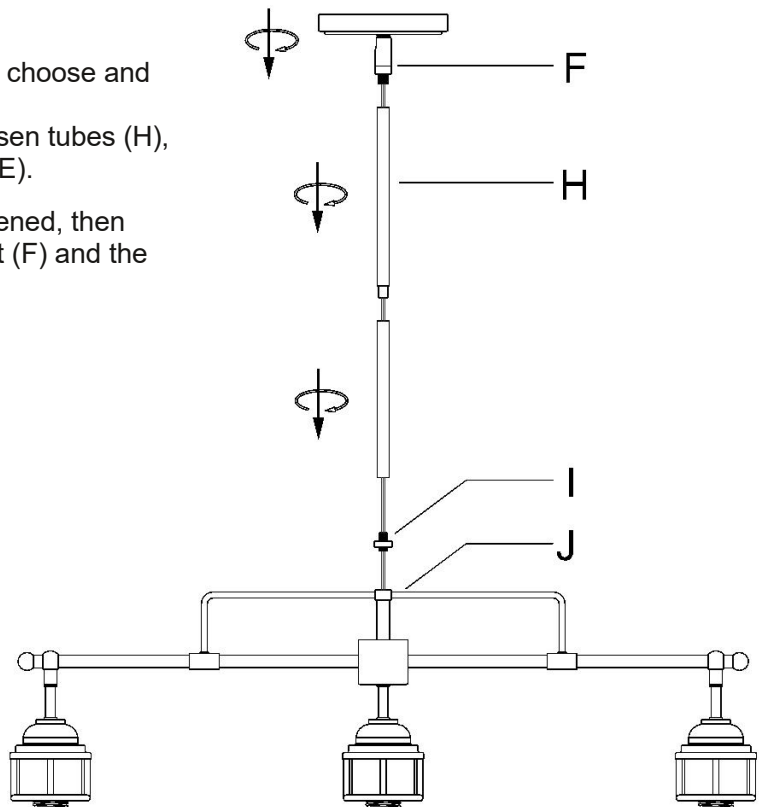 choose and
sen tubes (H),
E).
ened, then
t (F) and the
F
H
I
J